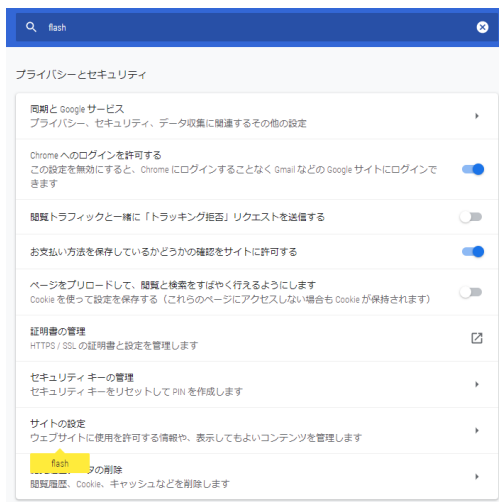 flash
プライバシーとセキュリティ
同期と Google サービス
プライバシー、セキュリティ、データ収集に関連するその他の設定
Chrome へのログインを許可する
この設定を無効にすると、Chrome にログインすることなく Gmail などの Google サイトにログインで
きます
閲覧トラフィックと一緒に「トラッキング拒否」リクエストを送信する
お支払い方法を保存しているかどうかの確認をサイトに許可する
ページをプリロードして、閲覧と検索をすばやく行えるようにします
Cookie を使って設定を保存する（これらのページにアクセスしない場合も Cookie が保持されます）
証明書の管理
HTTPS / SSL の証明書と設定を管理します
セキュリティ キーの管理
セキュリティ キーをリセットして PIN を作成します
サイトの設定
ウェブサイトに使用を許可する情報や、表示してもよいコンテンツを管理します
flash
タの削除
閲覧履歴、Cookie、キャッシュなどを削除します